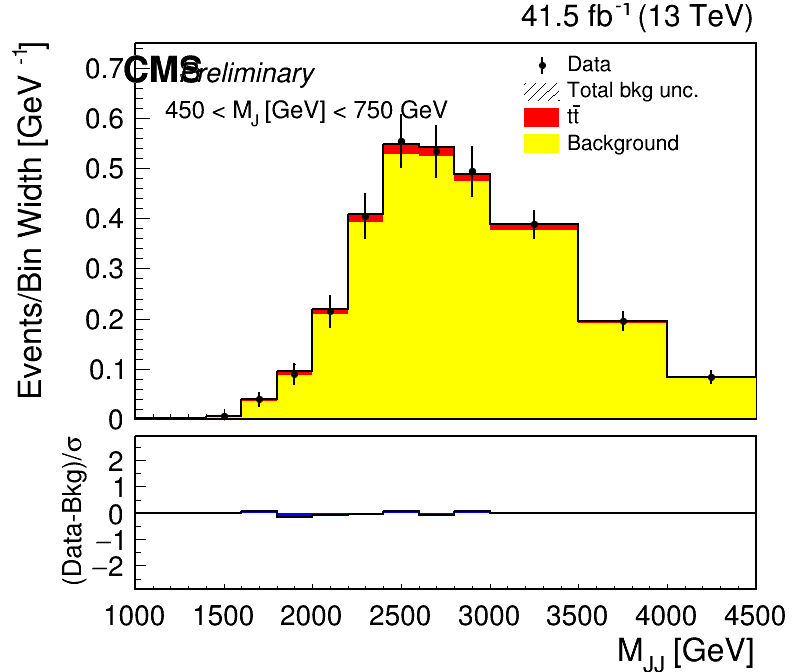 41.5 fb⁻¹ (13 TeV)
CMS Preliminary
450 < M_J [GeV] < 750 GeV
Data
Total bkg unc.
tt̄
Background
Events/Bin Width [GeV⁻¹]
0.7
0.6
0.5
0.4
0.3
0.2
0.1
0
(Data-Bkg)/σ
2
1
0
−1
−2
1000 1500 2000 2500 3000 3500 4000 4500
M_JJ [GeV]